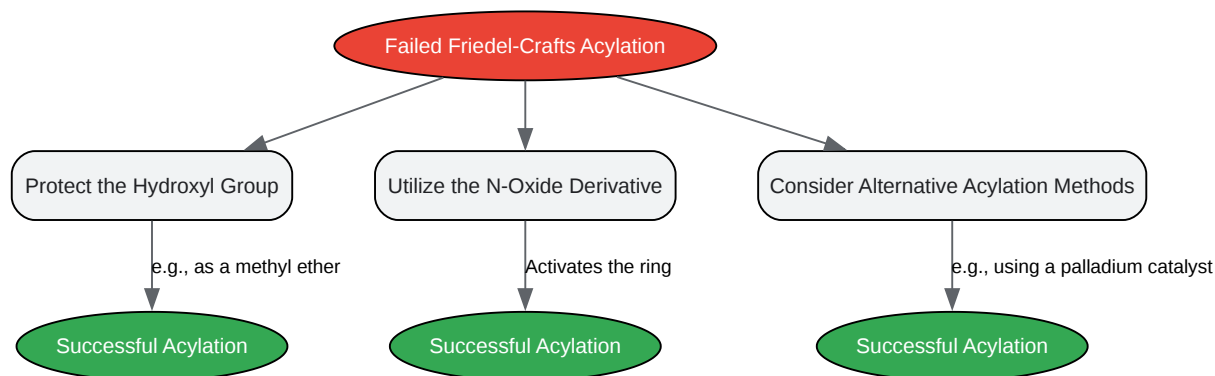 Failed Friedel-Crafts Acylation
Protect the Hydroxyl Group
Utilize the N-Oxide Derivative
Consider Alternative Acylation Methods
e.g., as a methyl ether
Activates the ring
e.g., using a palladium catalyst
Successful Acylation
Successful Acylation
Successful Acylation